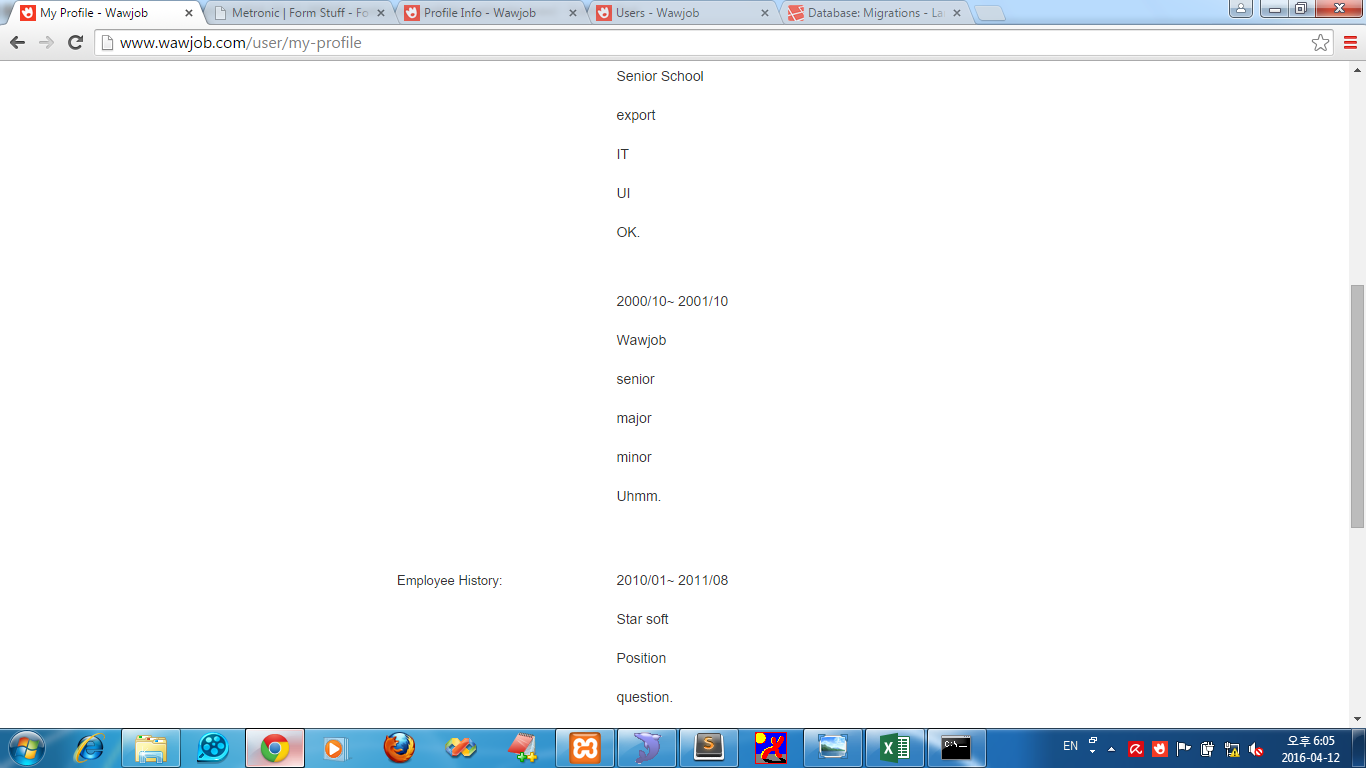 My Profile - Wawjob
Metronic | Form Stuff - Fo
Profile Info - Wawjob
Users - Wawjob
Database: Migrations - La
www.wawjob.com/user/my-profile
Senior School
export
IT
UI
OK.
2000/10~ 2001/10
Wawjob
senior
major
minor
Uhmm.
Employee History: 2010/01~ 2011/08
Star soft
Position
question.
EN
오후 6:05
2016-04-12